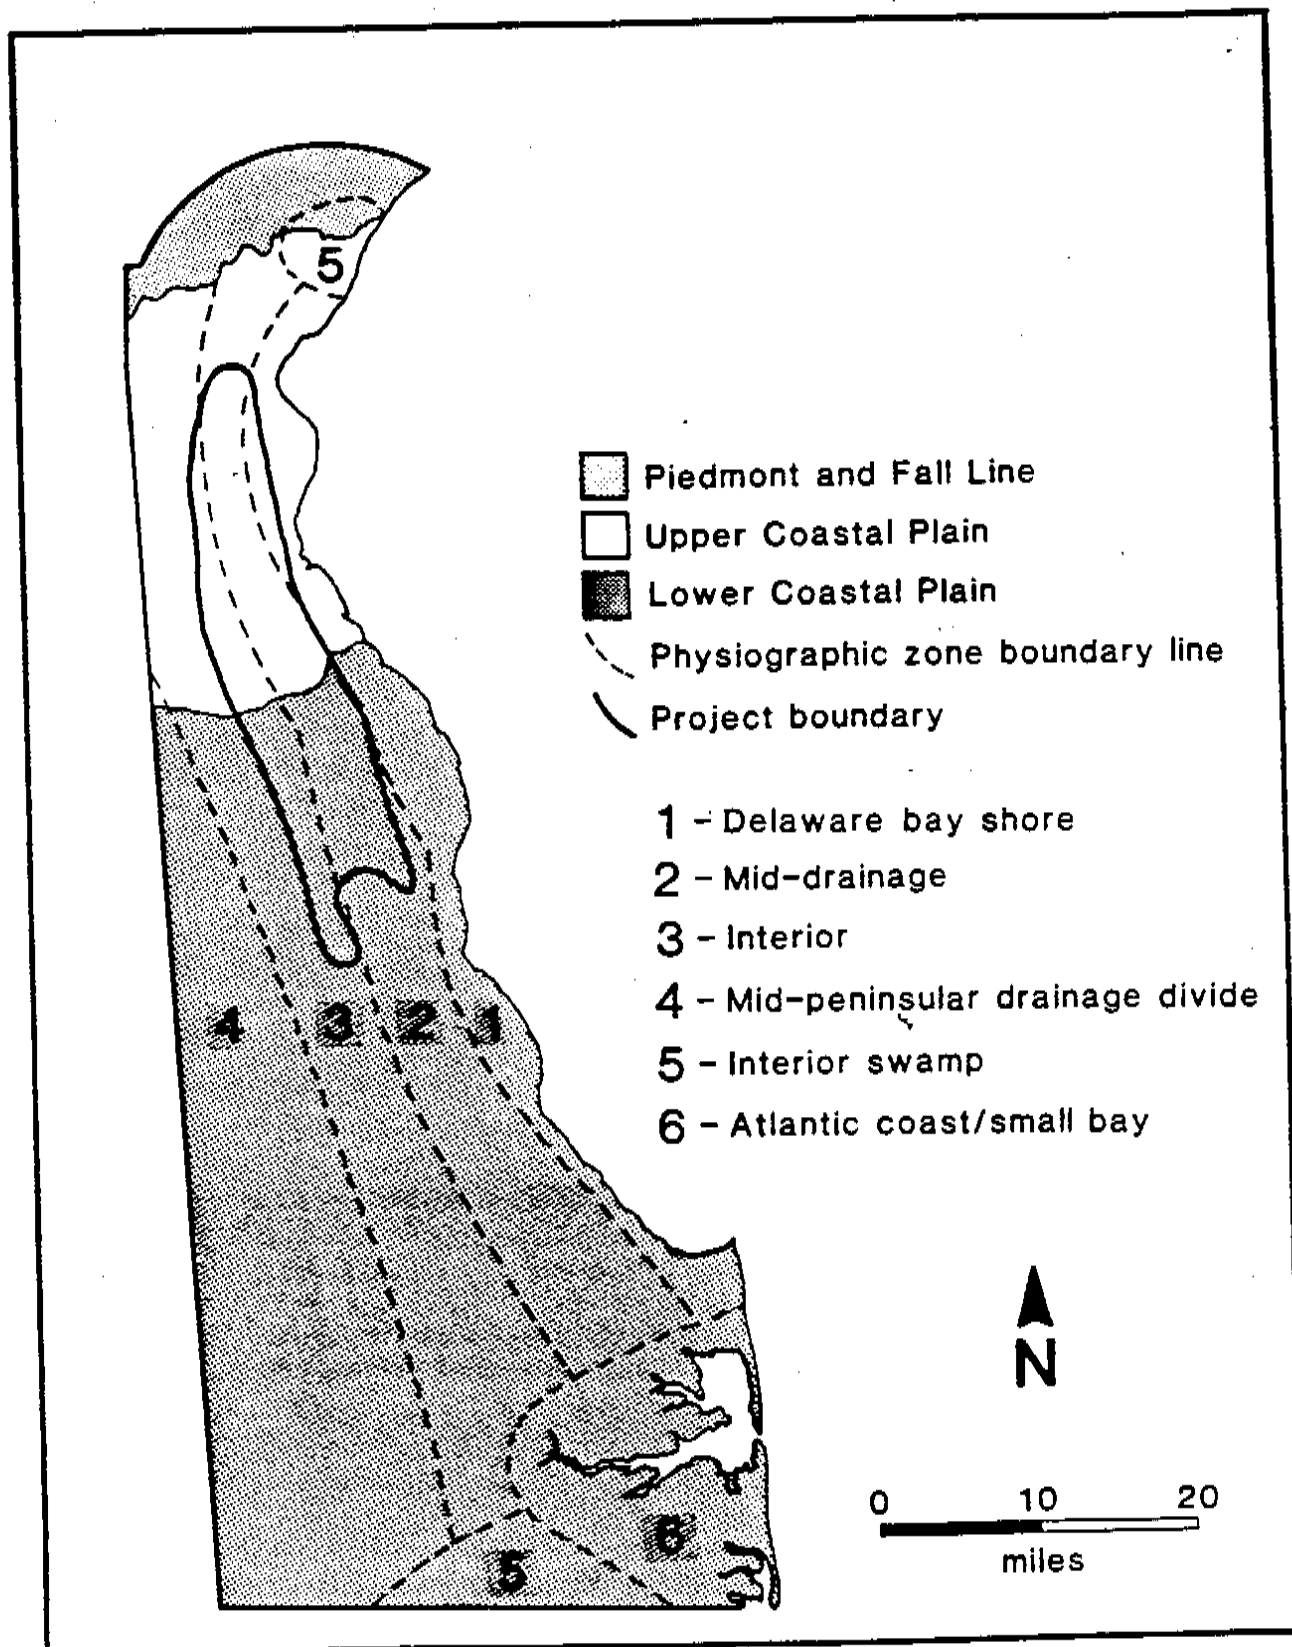 5
Piedmont and Fall Line
Upper Coastal Plain
Lower Coastal Plain
Physiographic zone boundary line
Project boundary
1 - Delaware bay shore
2 - Mid-drainage
3 - Interior
4 - Mid-peninsular drainage divide
5 - Interior swamp
6 - Atlantic coast/small bay
4 3 2 1
N
0 10 20
miles
6
5